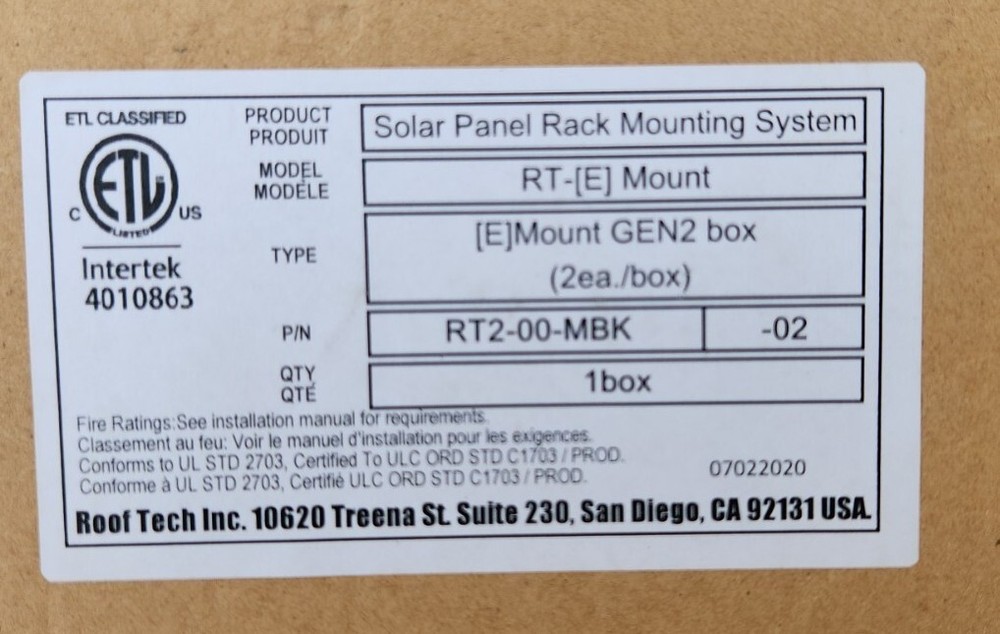 ETL CLASSIFIED
ETL
LISTED
C US
Intertek
4010863
PRODUCT
PRODUIT
Solar Panel Rack Mounting System
MODEL
MODÈLE
RT-[E] Mount
TYPE
[E]Mount GEN2 box
(2ea./box)
P/N
RT2-00-MBK -02
QTY
QTÉ
1box
Fire Ratings:See installation manual for requirements.
Classement au feu: Voir le manuel d'installation pour les exigences.
Conforms to UL STD 2703, Certified To ULC ORD STD C1703 / PROD.
Conforme à UL STD 2703, Certifié ULC ORD STD C1703 / PROD.
07022020
Roof Tech Inc. 10620 Treena St. Suite 230, San Diego, CA 92131 USA.